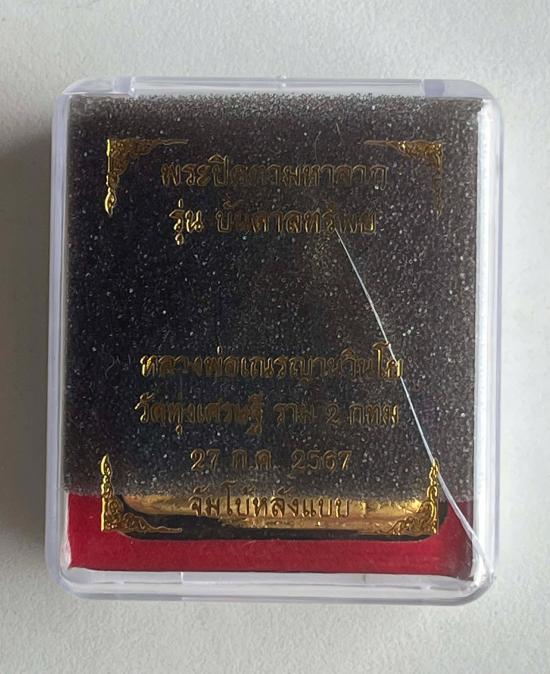 พระปิดตามหาลาภ
รุ่น บันดาลทรัพย์
หลวงพ่อเณรญาณวินโย
วัดทุ่งเศรษฐี ราม 2 กทม
27 ก.ค. 2567
จัมโบ้หลังแบบ